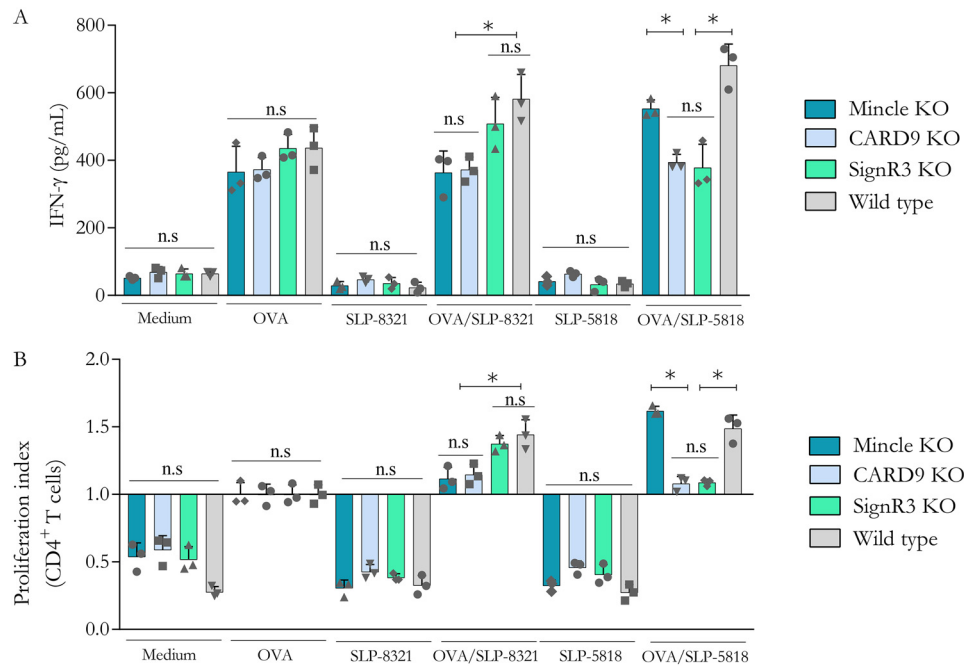 A
800
600
400
200
0
IFN-γ (pg/mL)
n.s
n.s
n.s
n.s
*
n.s
n.s
*
*
n.s
Medium
OVA
SLP-8321
OVA/SLP-8321
SLP-5818
OVA/SLP-5818
Mincle KO
CARD9 KO
SignR3 KO
Wild type
B
2.0
1.5
1.0
0.5
0.0
Proliferation index
(CD4⁺ T cells)
n.s
n.s
n.s
n.s
*
n.s
n.s
*
*
n.s
Medium
OVA
SLP-8321
OVA/SLP-8321
SLP-5818
OVA/SLP-5818
Mincle KO
CARD9 KO
SignR3 KO
Wild type